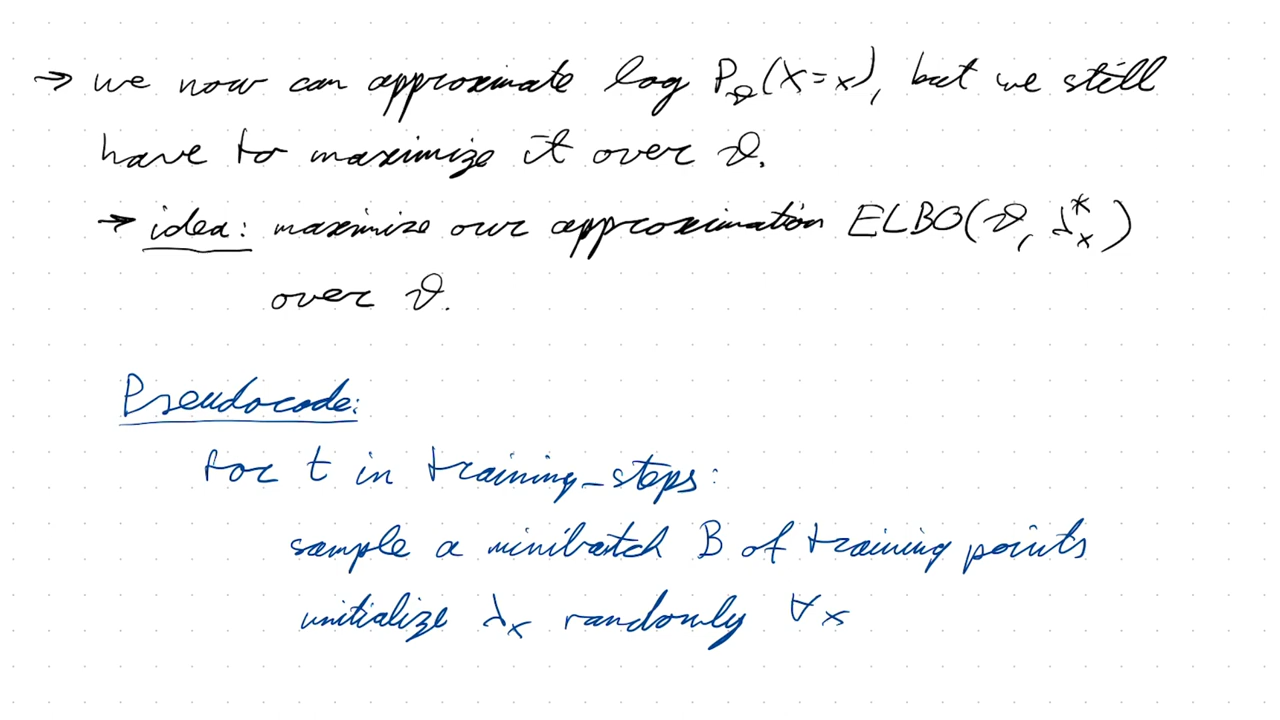 → we now can approximate log P_ϑ(X=x), but we still
have to maximize it over ϑ.
→ idea: maximize our approximation ELBO(ϑ, λ*_x)
over ϑ.
Pseudocode:
for t in training_steps:
sample a minibatch B of training points
initialize λ_x randomly ∀x